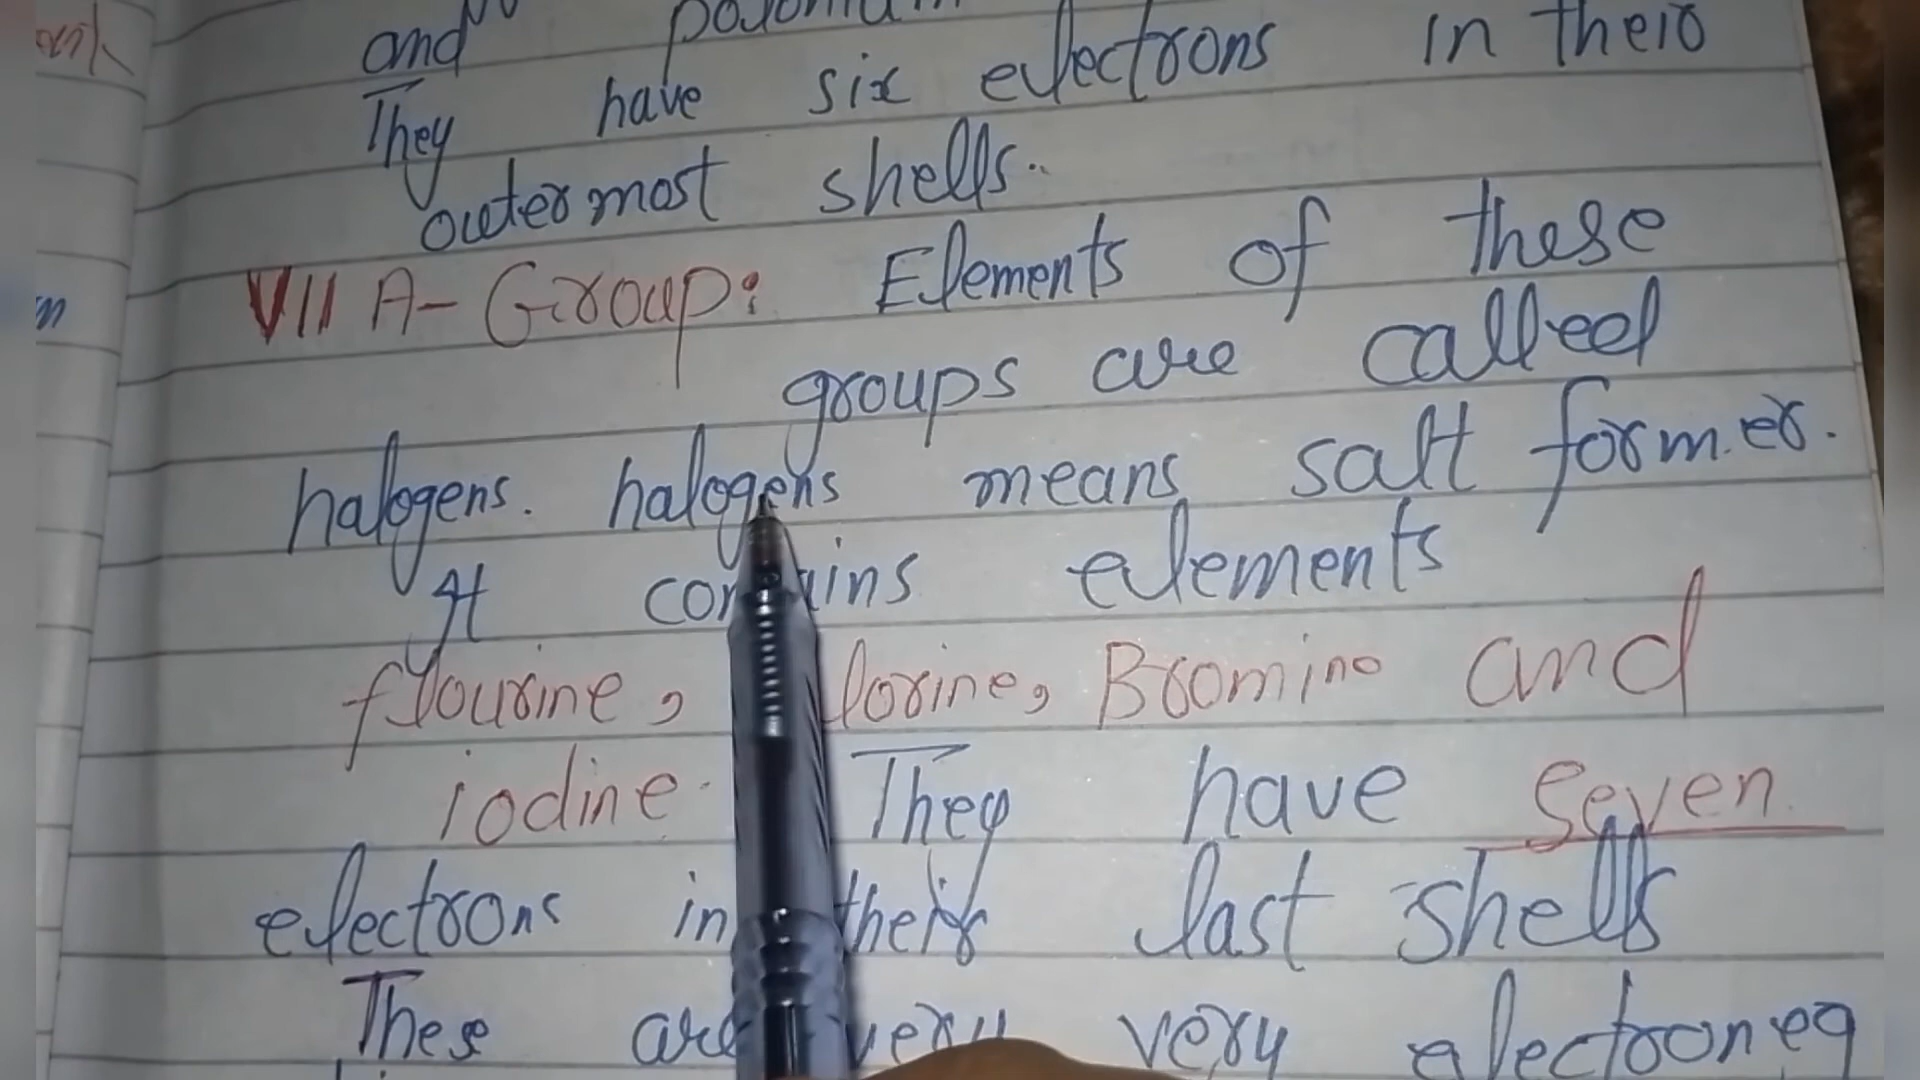 and
They have six electrons in their
outermost shells.
VII A- Group: Elements of these
groups are called
halogens. halogens means salt former.
It contains elements
flourine, lorine, Bromine and
iodine. They have seven
electrons in their last shells
These are very very electroneg